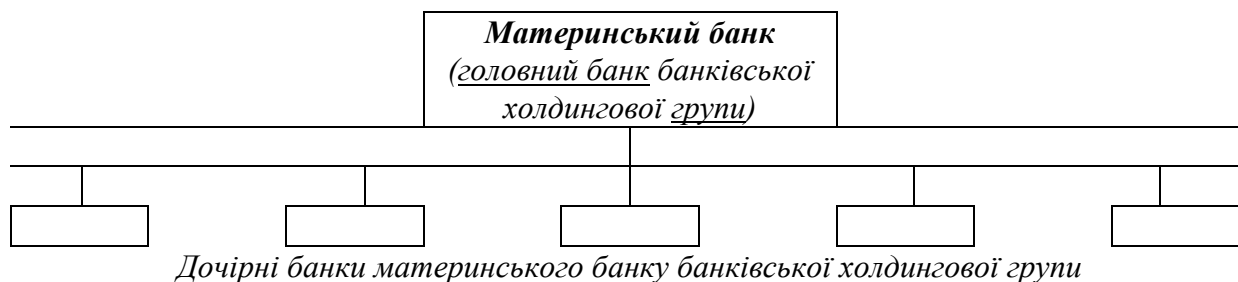 Материнський банк
(головний банк банківської
холдингової групи)
Дочірні банки материнського банку банківської холдингової групи